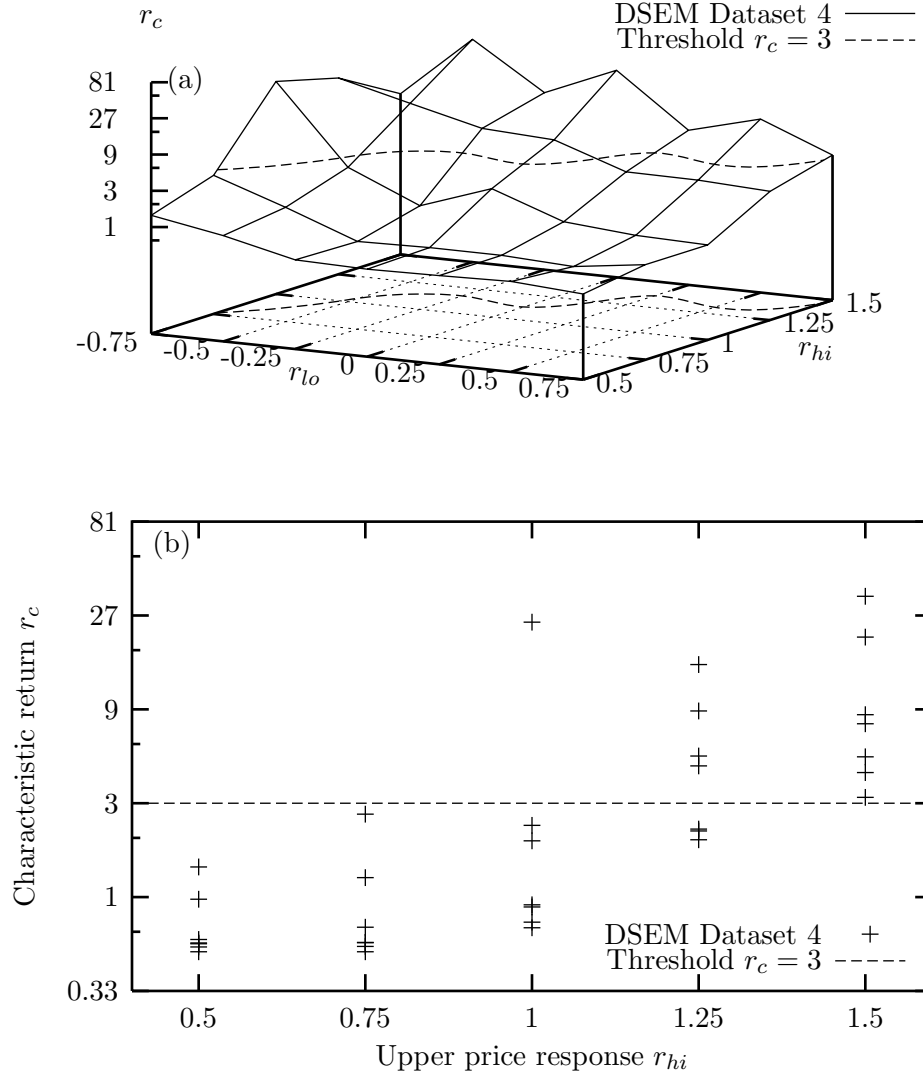 r_c
DSEM Dataset 4
Threshold r_c = 3
(a)
81
27
9
3
1
-0.75
-0.5
-0.25
0
0.25
0.5
0.75
r_lo
0.5
0.75
1
1.25
1.5
r_hi
(b)
81
27
9
3
1
0.33
Characteristic return r_c
DSEM Dataset 4
Threshold r_c = 3
0.5 0.75 1 1.25 1.5
Upper price response r_hi